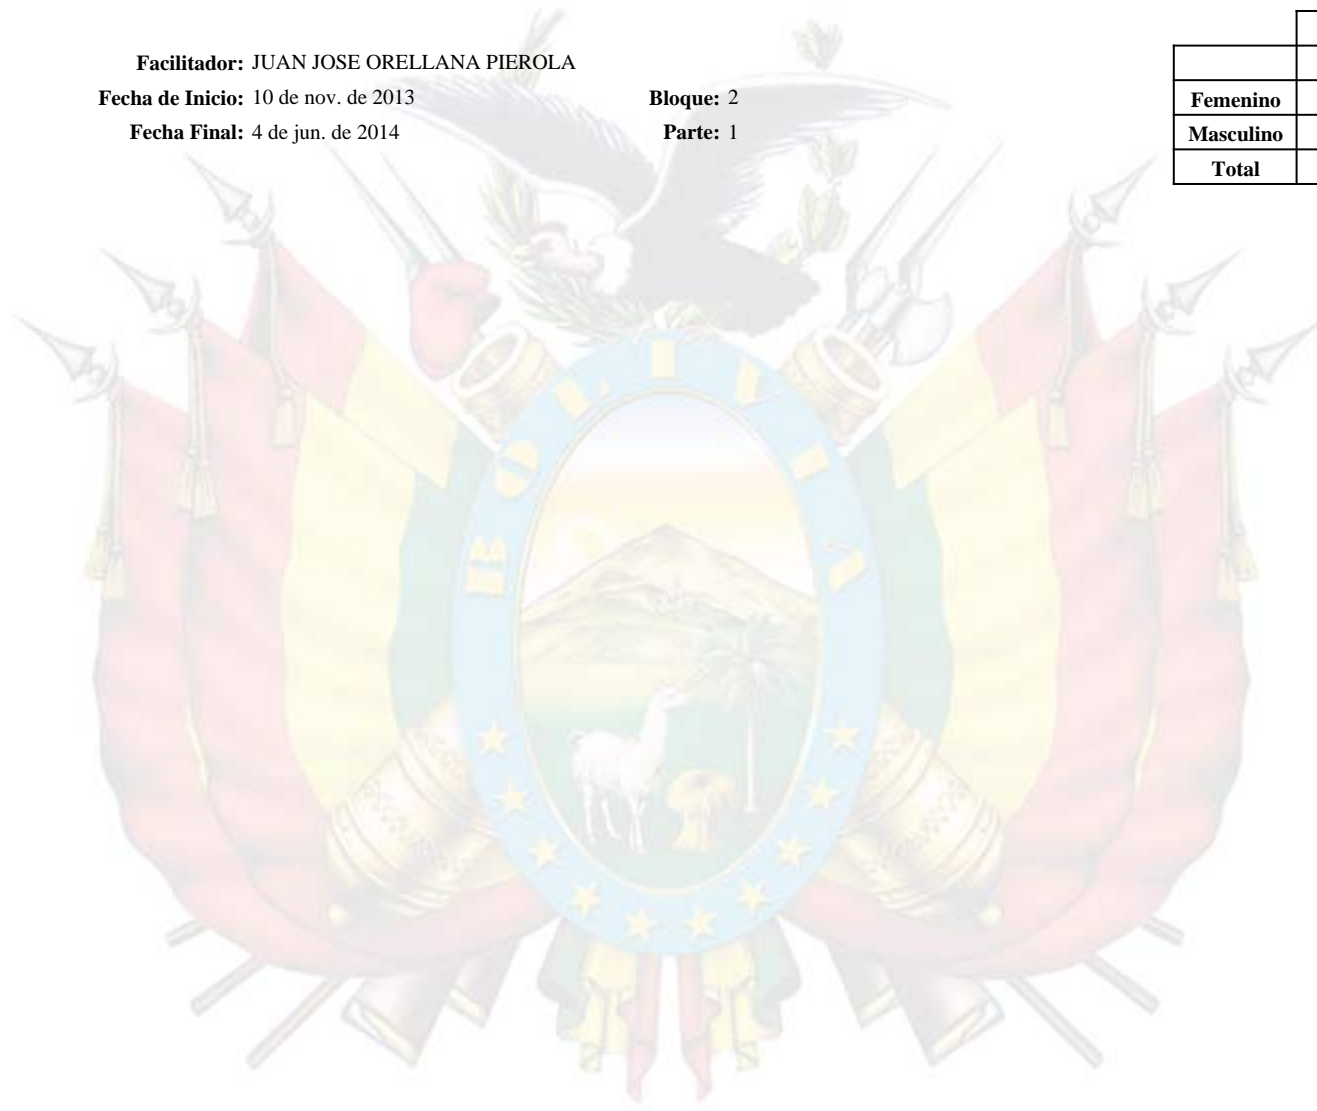 Facilitador: JUAN JOSE ORELLANA PIEROLA
Fecha de Inicio: 10 de nov. de 2013 Bloque: 2
Fecha Final: 4 de jun. de 2014 Parte: 1
Femenino
Masculino
Total
BOLIVIA